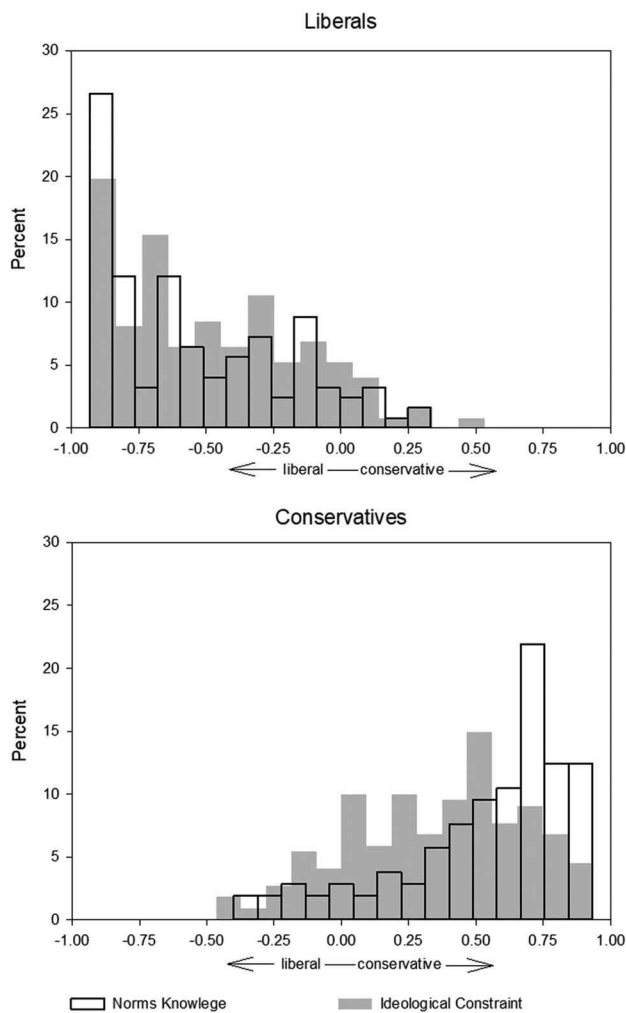 Liberals
30
25
20
15
10
5
0
Percent
-1.00 -0.75 -0.50 -0.25 0.00 0.25 0.50 0.75 1.00
liberal conservative
Conservatives
30
25
20
15
10
5
0
Percent
-1.00 -0.75 -0.50 -0.25 0.00 0.25 0.50 0.75 1.00
liberal conservative
Norms Knowlege Ideological Constraint